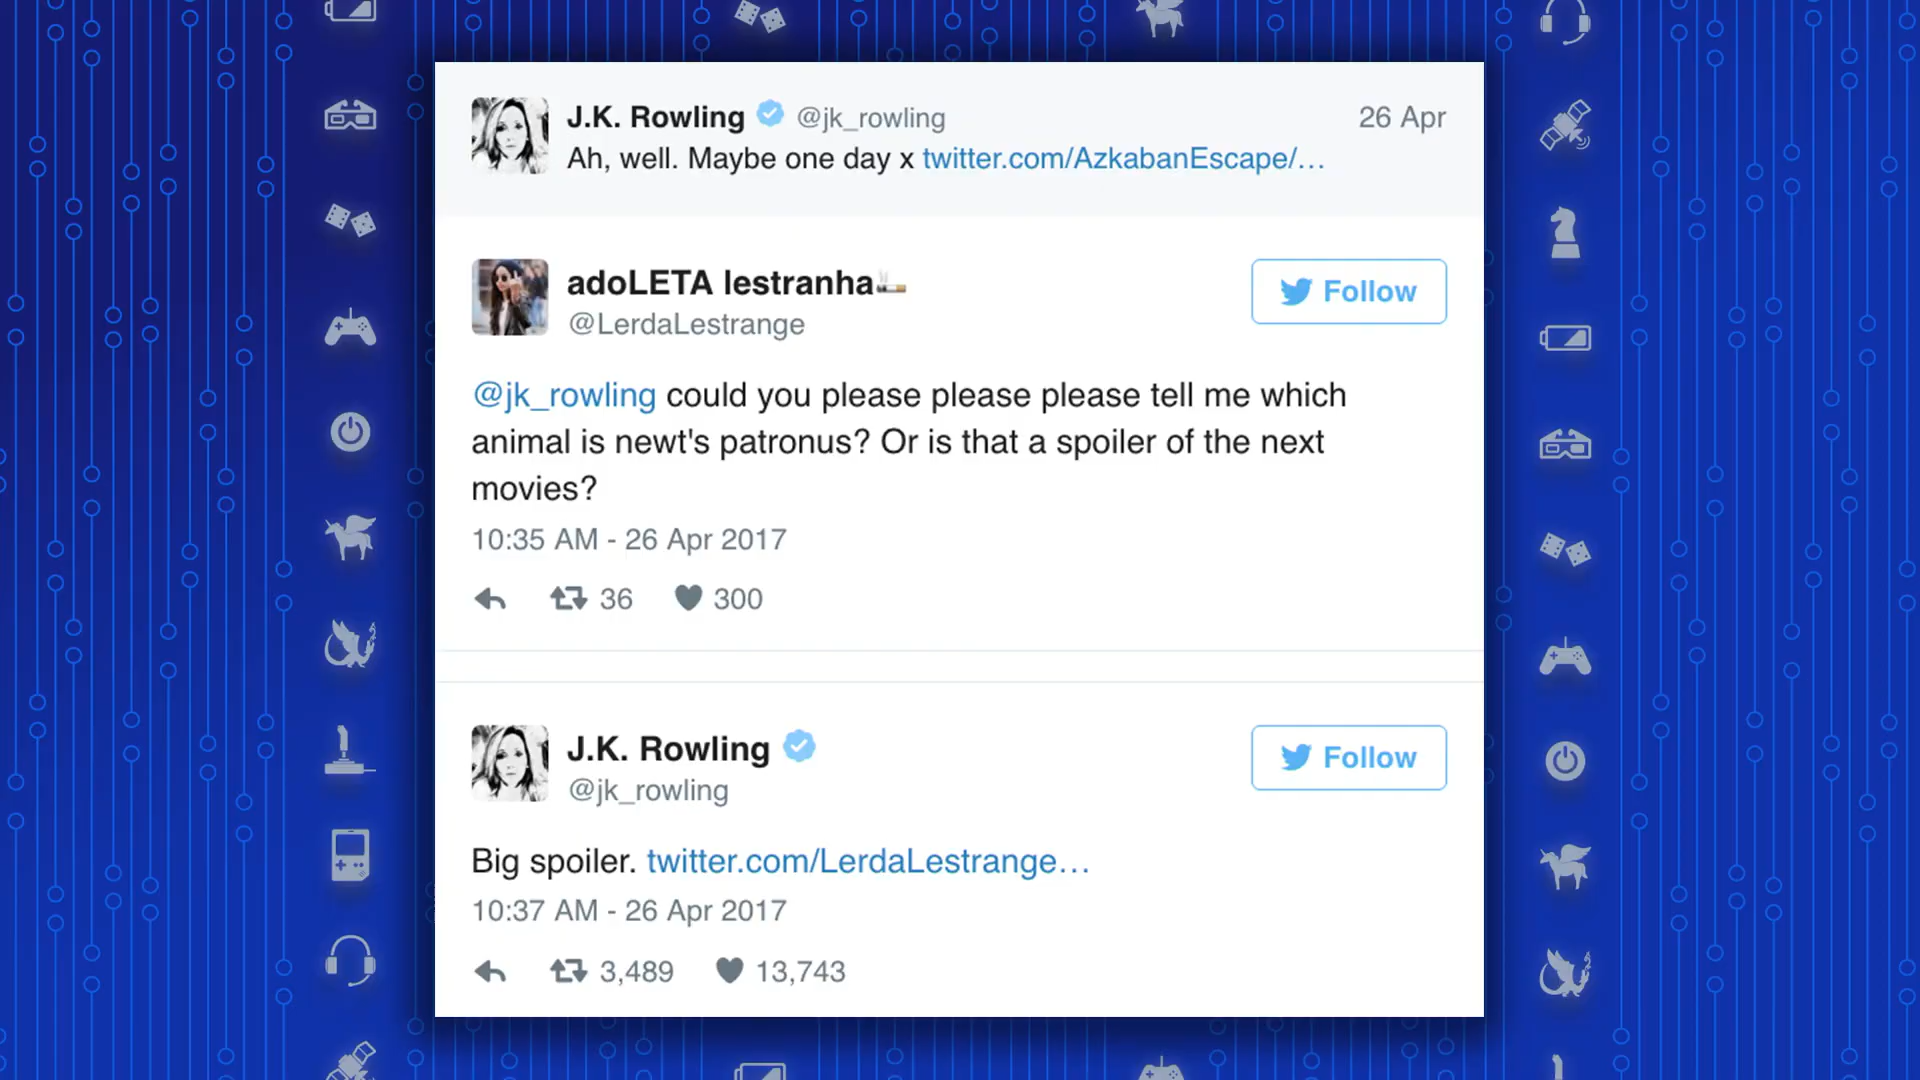 J.K. Rowling @jk_rowling 26 Apr
Ah, well. Maybe one day x twitter.com/AzkabanEscape/…
adoLETA lestranha🚬
@LerdaLestrange
Follow
@jk_rowling could you please please please tell me which
animal is newt's patronus? Or is that a spoiler of the next
movies?
10:35 AM - 26 Apr 2017
36 300
J.K. Rowling
@jk_rowling
Follow
Big spoiler. twitter.com/LerdaLestrange…
10:37 AM - 26 Apr 2017
3,489 13,743